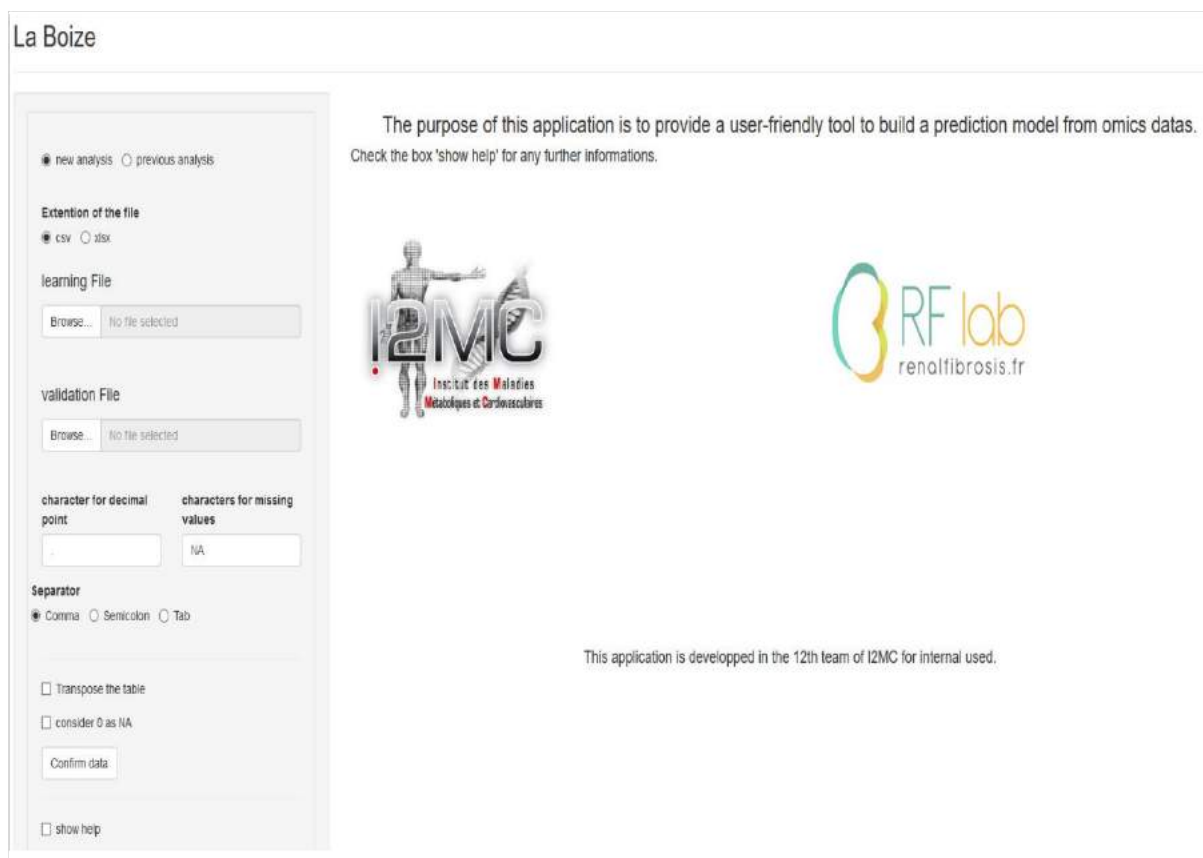 La Boize
new analysis previous analysis
Extention of the file
csv xlsx
learning File
Browse... No file selected
validation File
Browse... No file selected
character for decimal point
.
characters for missing values
NA
Separator
Comma Semicolon Tab
Transpose the table
consider 0 as NA
Confirm data
show help
The purpose of this application is to provide a user-friendly tool to build a prediction model from omics datas.
Check the box 'show help' for any further informations.
I2MC
Institut des Maladies
Métaboliques et Cardiovasculaires
RF lab
renalfibrosis.fr
This application is developped in the 12th team of I2MC for internal used.